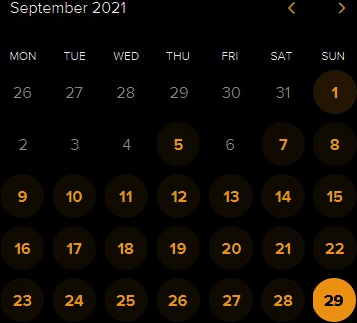 September 2021 < >
MON TUE WED THU FRI SAT SUN
26 27 28 29 30 31 1
2 3 4 5 6 7 8
9 10 11 12 13 14 15
16 17 18 19 20 21 22
23 24 25 26 27 28 29